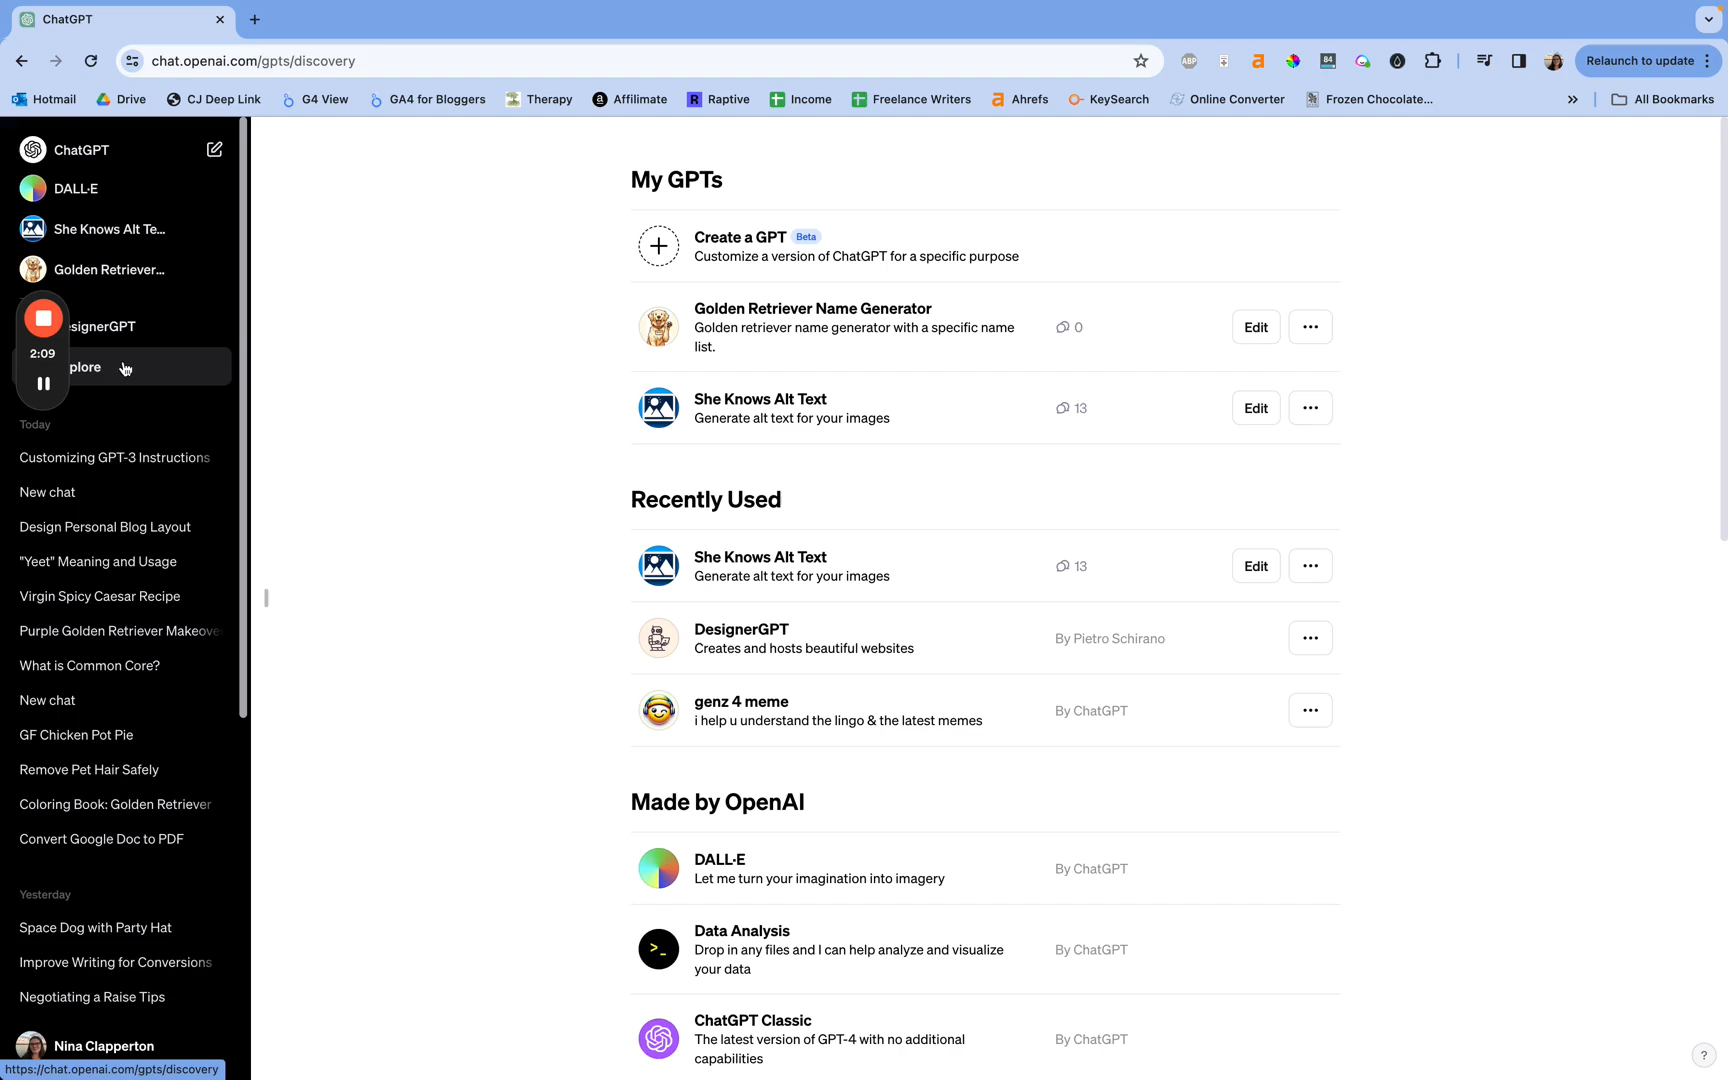 ChatGPT
chat.openai.com/gpts/discovery
ABP
84
Relaunch to update
Hotmail
Drive
CJ Deep Link
G4 View
GA4 for Bloggers
Therapy
Affilimate
Raptive
Income
Freelance Writers
Ahrefs
KeySearch
Online Converter
Frozen Chocolate...
All Bookmarks
ChatGPT
DALL·E
She Knows Alt Te...
Golden Retriever...
esignerGPT
2:09
plore
Today
Customizing GPT-3 Instructions
New chat
Design Personal Blog Layout
"Yeet" Meaning and Usage
Virgin Spicy Caesar Recipe
Purple Golden Retriever Makeove
What is Common Core?
New chat
GF Chicken Pot Pie
Remove Pet Hair Safely
Coloring Book: Golden Retriever
Convert Google Doc to PDF
Yesterday
Space Dog with Party Hat
Improve Writing for Conversions
Negotiating a Raise Tips
Nina Clapperton
https://chat.openai.com/gpts/discovery
My GPTs
Create a GPT Beta
Customize a version of ChatGPT for a specific purpose
Golden Retriever Name Generator
Golden retriever name generator with a specific name
list.
0
Edit
She Knows Alt Text
Generate alt text for your images
13
Edit
Recently Used
She Knows Alt Text
Generate alt text for your images
13
Edit
DesignerGPT
Creates and hosts beautiful websites
By Pietro Schirano
genz 4 meme
i help u understand the lingo & the latest memes
By ChatGPT
Made by OpenAI
DALL·E
Let me turn your imagination into imagery
By ChatGPT
Data Analysis
Drop in any files and I can help analyze and visualize
your data
By ChatGPT
ChatGPT Classic
The latest version of GPT-4 with no additional
capabilities
By ChatGPT
?